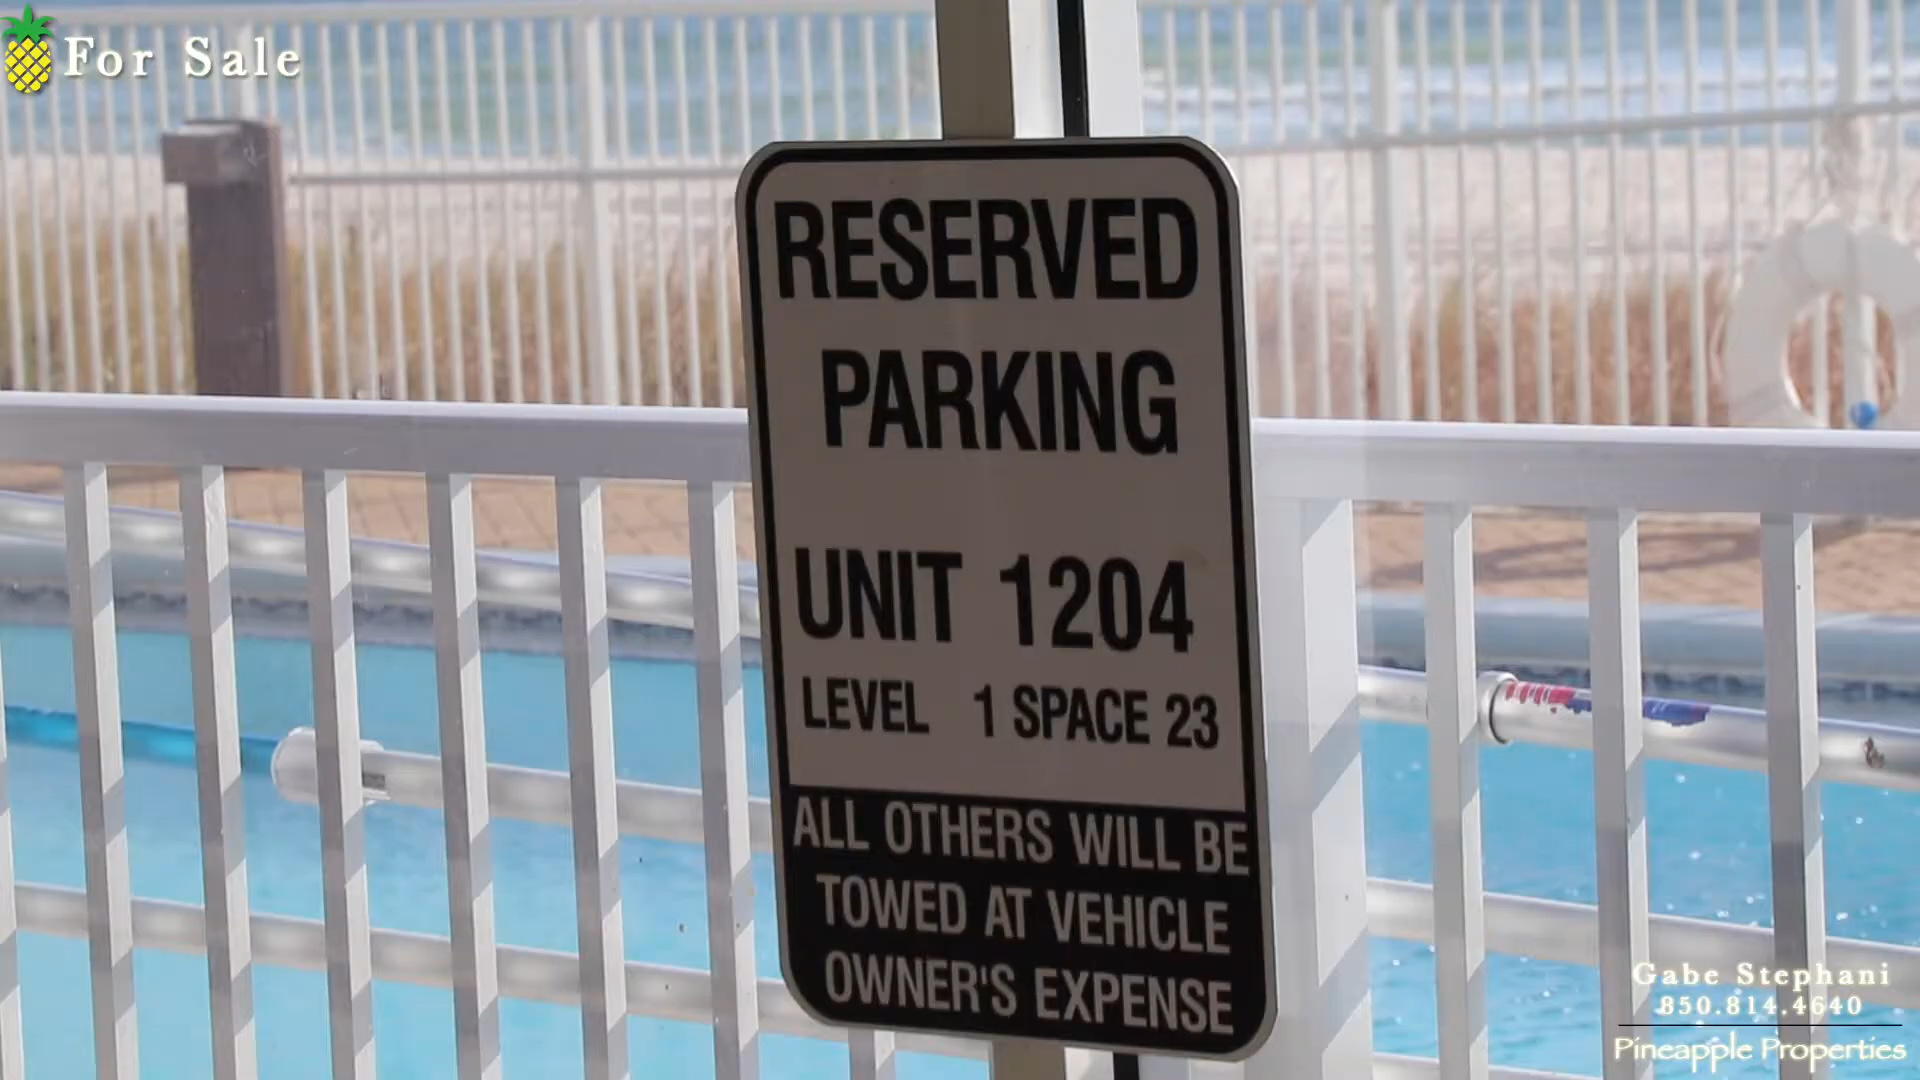 For Sale
RESERVED
PARKING
UNIT 1204
LEVEL 1 SPACE 23
ALL OTHERS WILL BE
TOWED AT VEHICLE
OWNER'S EXPENSE
Gabe Stephani
850.814.4640
Pineapple Properties